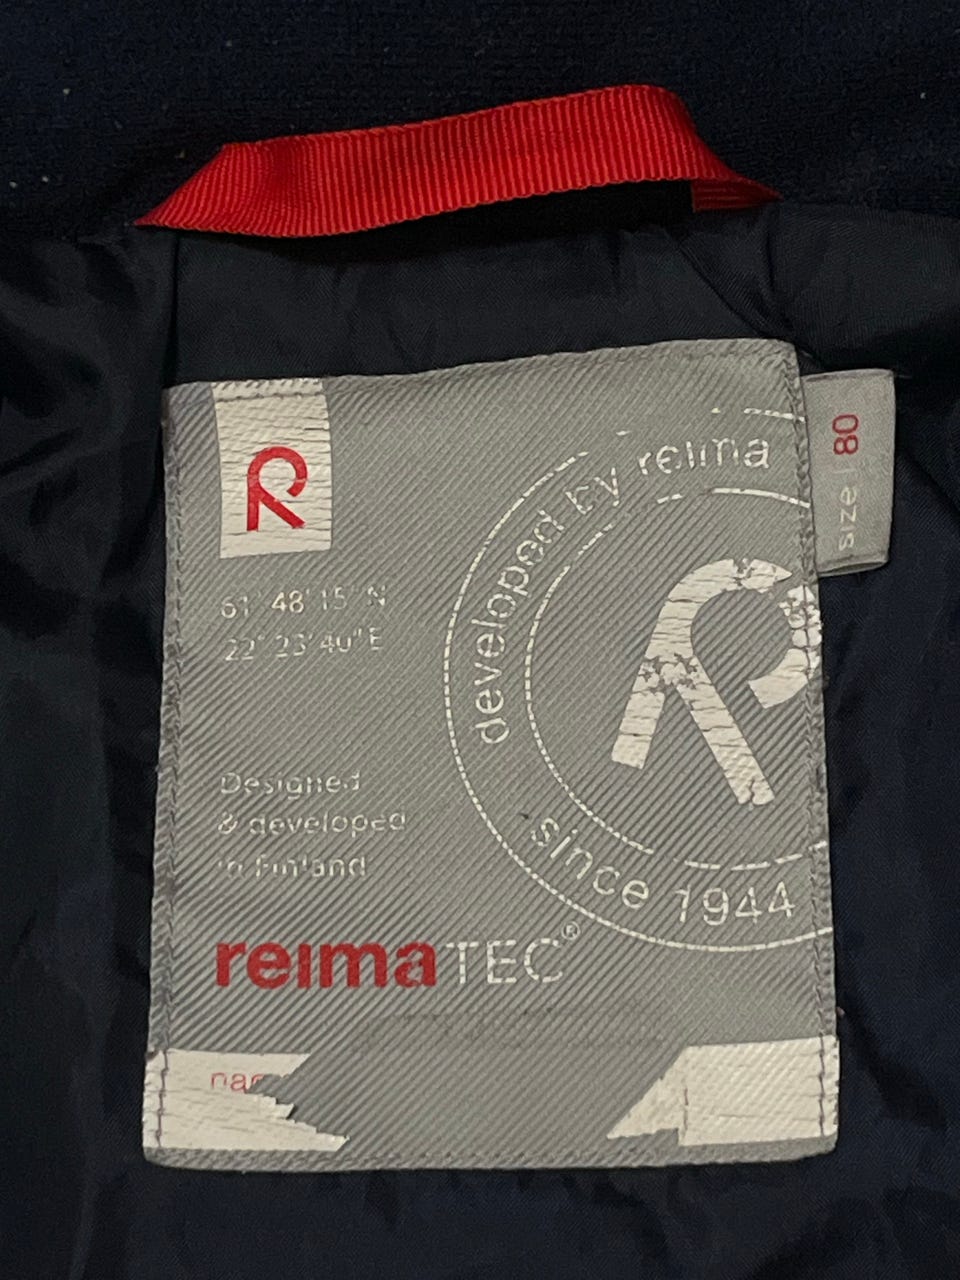 R
61° 48' 15" N
22° 23' 40" E
developed by reima
R
since 1944
Designed
& developed
in Finland
reimaTEC®
size | 80